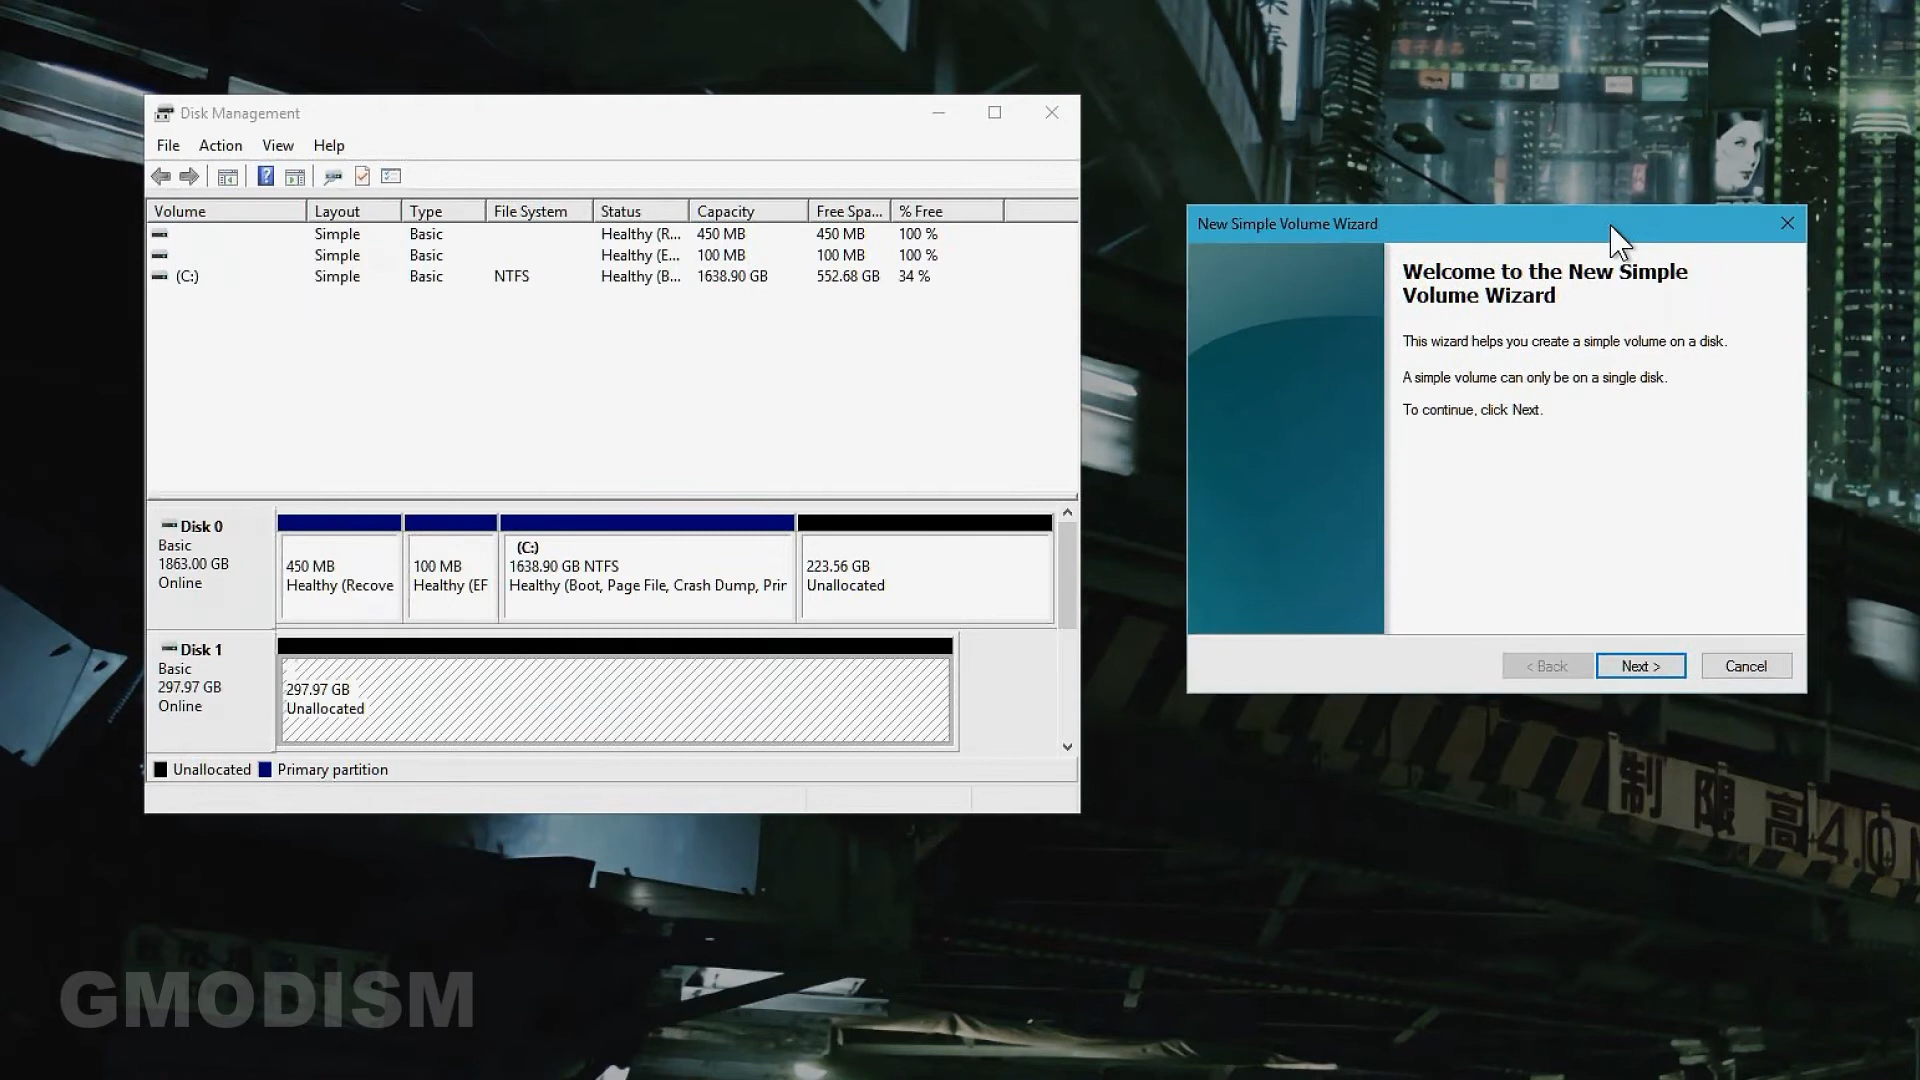 Disk Management
File Action View Help
Volume Layout Type File System Status Capacity Free Spa... % Free
Simple Basic Healthy (R... 450 MB 450 MB 100 %
Simple Basic Healthy (E... 100 MB 100 MB 100 %
(C:) Simple Basic NTFS Healthy (B... 1638.90 GB 552.68 GB 34 %
Disk 0
Basic
1863.00 GB
Online
450 MB
Healthy (Recove
100 MB
Healthy (EF
(C:)
1638.90 GB NTFS
Healthy (Boot, Page File, Crash Dump, Prir
223.56 GB
Unallocated
Disk 1
Basic
297.97 GB
Online
297.97 GB
Unallocated
Unallocated Primary partition
New Simple Volume Wizard
Welcome to the New Simple
Volume Wizard
This wizard helps you create a simple volume on a disk.
A simple volume can only be on a single disk.
To continue, click Next.
< Back Next > Cancel
制限高4.0
GMODISM